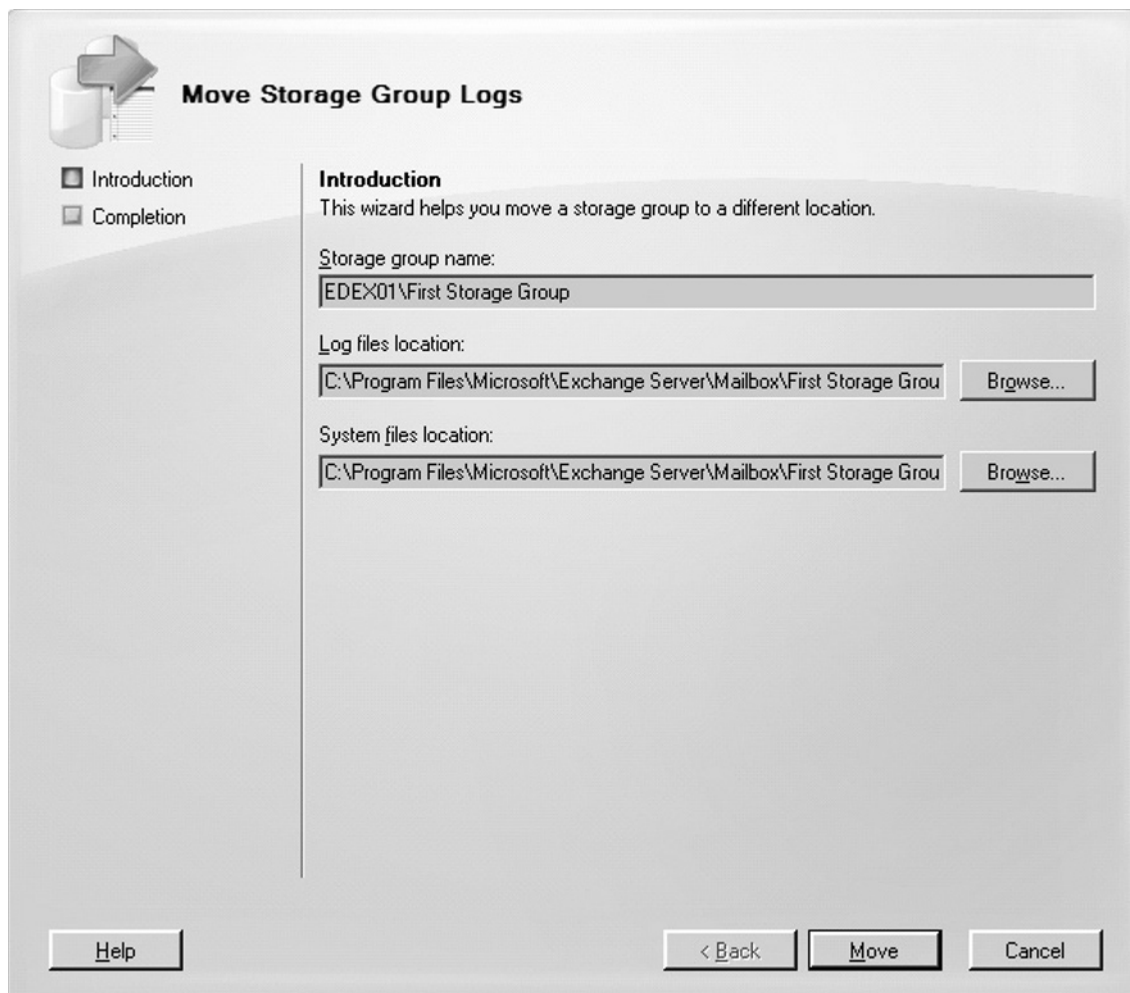 Move Storage Group Logs
Introduction
Completion
Introduction
This wizard helps you move a storage group to a different location.
Storage group name:
EDEX01\First Storage Group
Log files location:
C:\Program Files\Microsoft\Exchange Server\Mailbox\First Storage Grou
Browse...
System files location:
C:\Program Files\Microsoft\Exchange Server\Mailbox\First Storage Grou
Browse...
Help
< Back
Move
Cancel